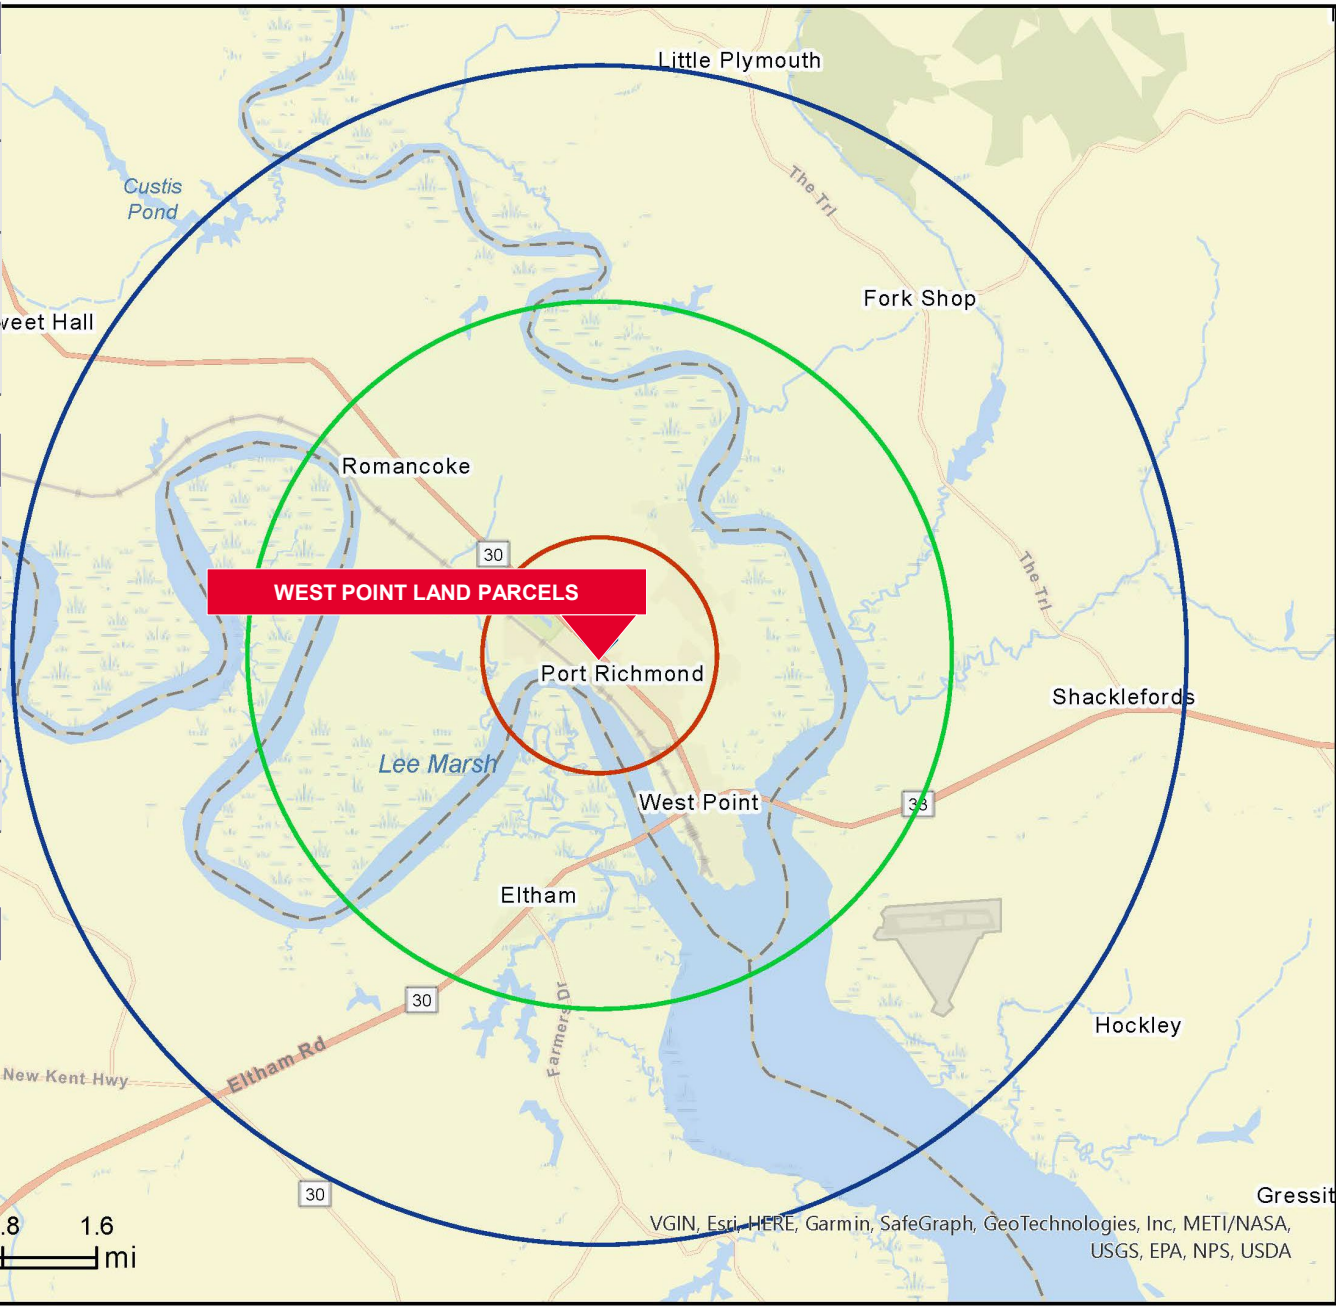 Little Plymouth
Custis
Pond
The Trl
Fork Shop
weet Hall
Romancoke
30
WEST POINT LAND PARCELS
The Trl
Port Richmond
Shacklefords
Lee Marsh
West Point
33
Eltham
30
Farmers Dr
Hockley
Eltham Rd
New Kent Hwy
30
Gressit
.8 1.6
mi
VGIN, Esri, HERE, Garmin, SafeGraph, GeoTechnologies, Inc, METI/NASA,
USGS, EPA, NPS, USDA